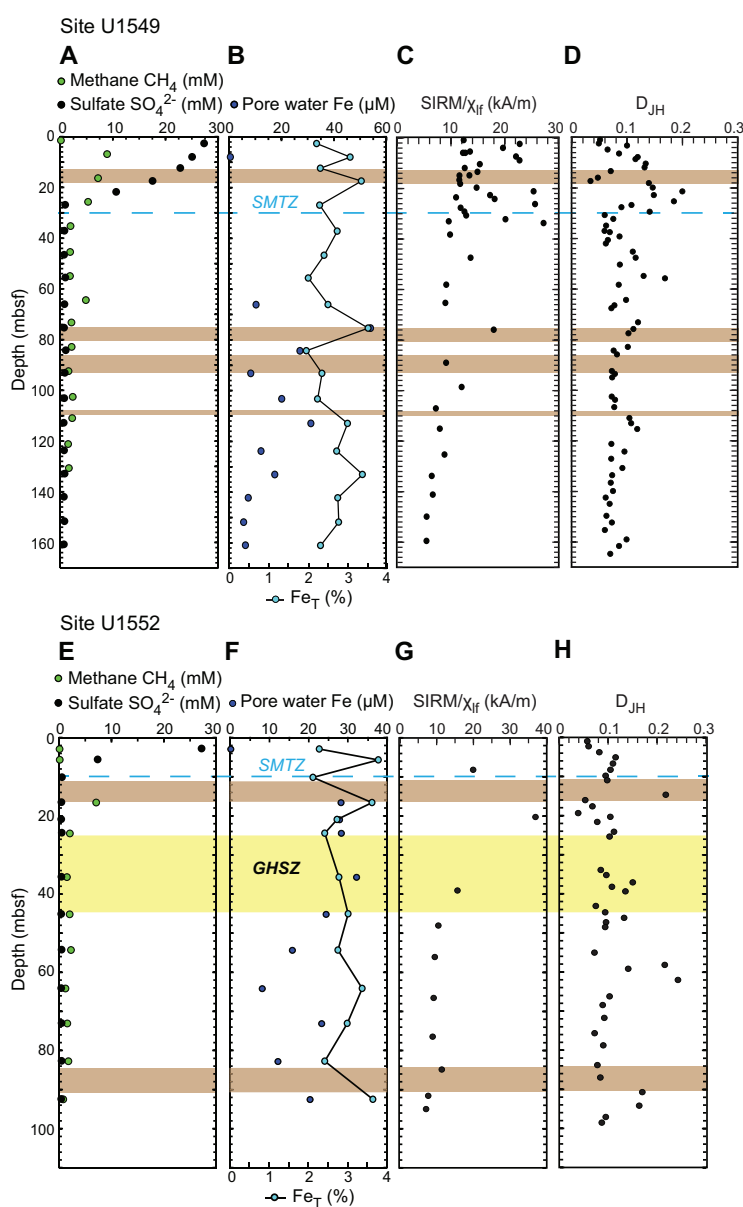 Site U1549
A B C D
Methane CH4 (mM)
Sulfate SO4 2- (mM) Pore water Fe (µM) SIRM/χlf (kA/m) DJH
0 10 20 30 0 20 40 60 0 10 20 30 40 0 0.1 0.2 0.3
0
20
SMTZ
40
60
Depth (mbsf)
80
100
120
140
160
0 1 2 3 4
FeT (%)
Site U1552
E F G H
Methane CH4 (mM)
Sulfate SO4 2- (mM) Pore water Fe (µM) SIRM/χlf (kA/m) DJH
0 10 20 30 0 10 20 30 40 0 10 20 30 40 0 0.1 0.2 0.3
0
SMTZ
20
GHSZ
40
Depth (mbsf)
60
80
100
0 1 2 3 4
FeT (%)